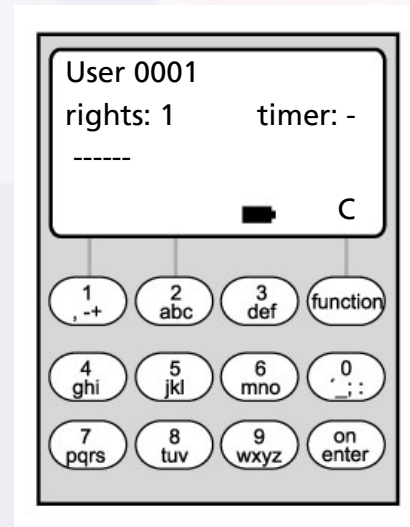 User 0001
rights: 1 timer: -
------
C
1 2 3 function
, -+ abc def
4 5 6 0
ghi jkl mno ´_; :
7 8 9 on
pqrs tuv wxyz enter